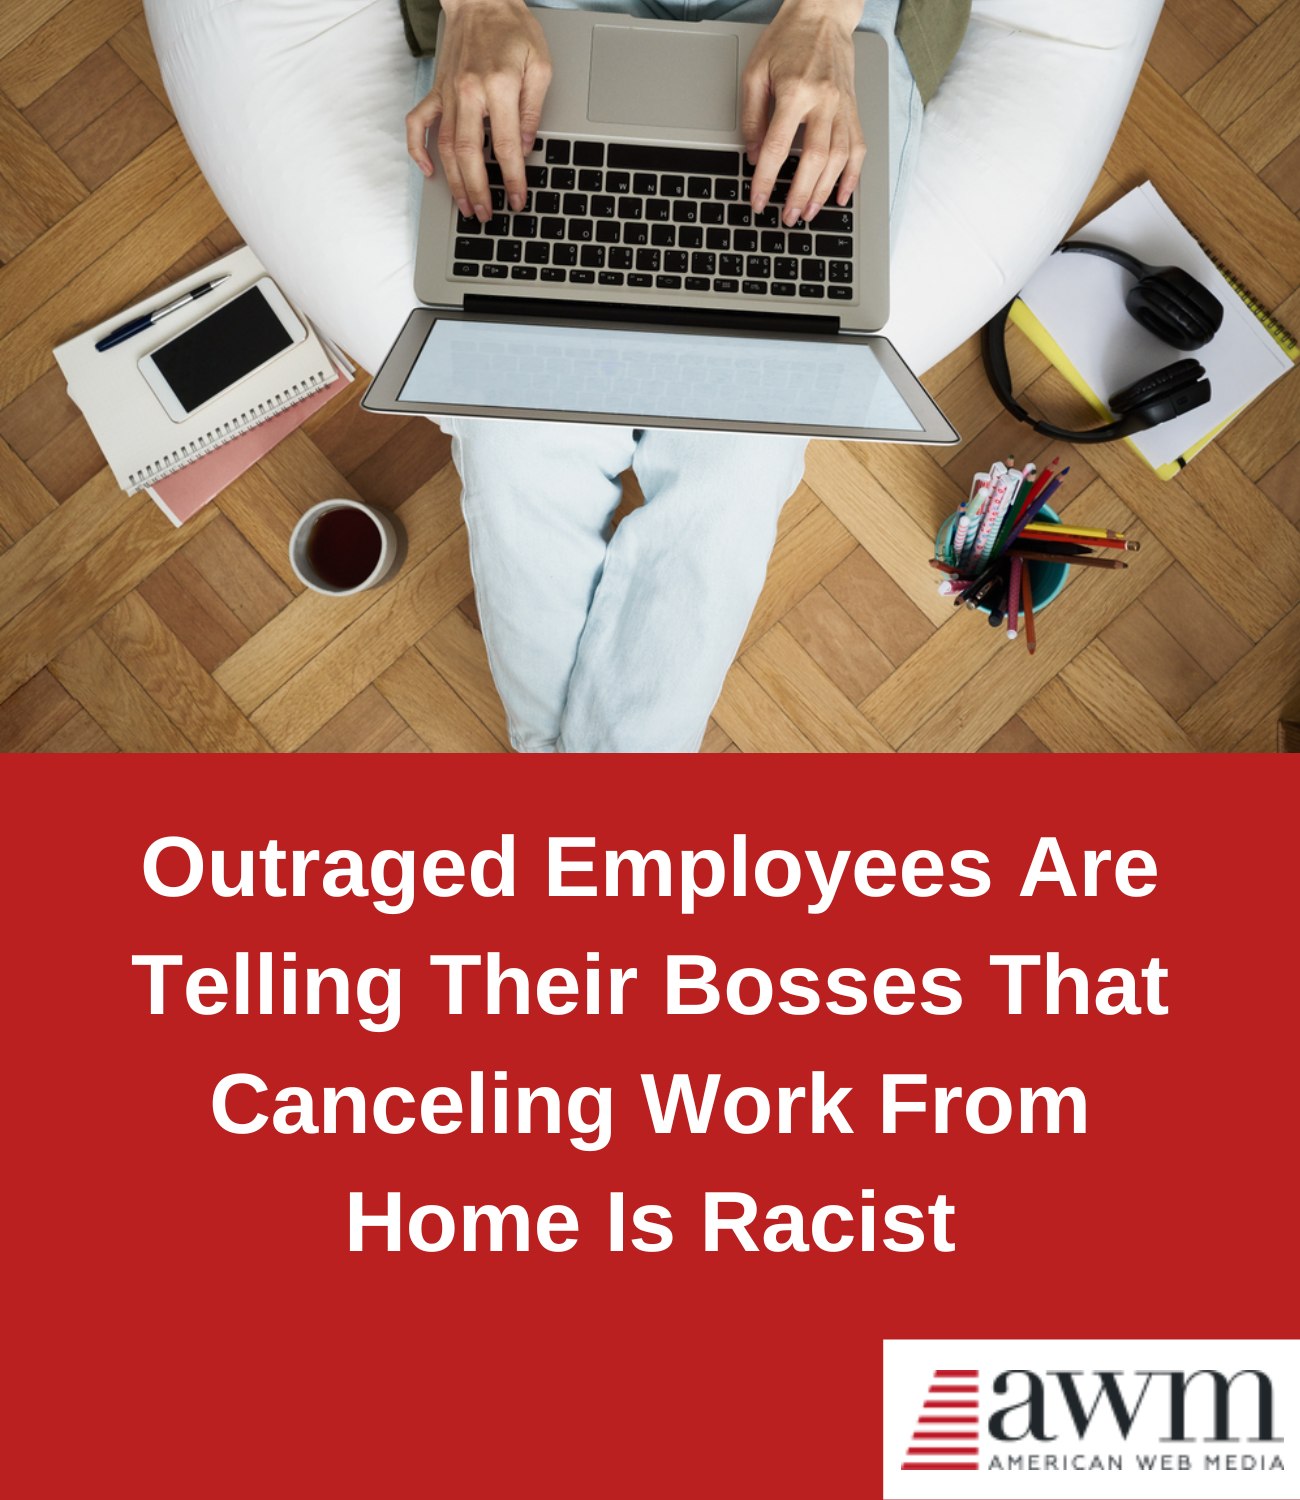 Outraged Employees Are
Telling Their Bosses That
Canceling Work From
Home Is Racist
awm
AMERICAN WEB MEDIA